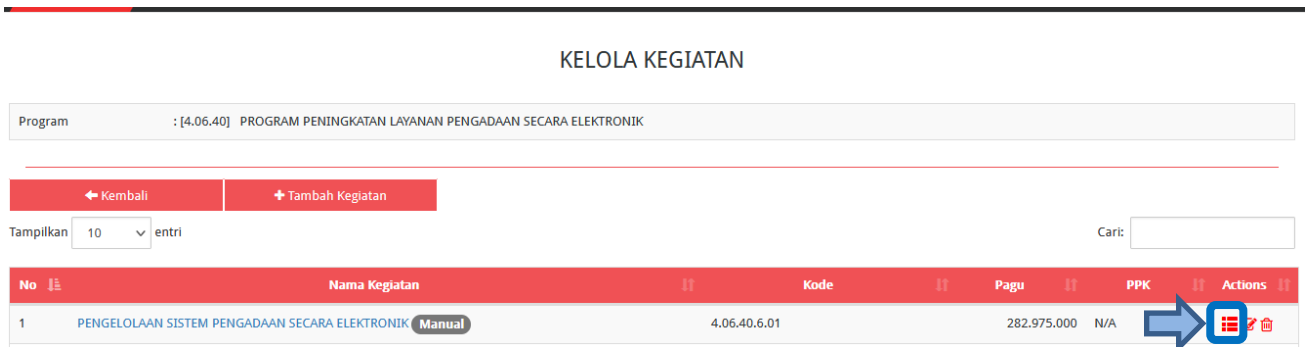 KELOLA KEGIATAN
Program : [4.06.40] PROGRAM PENINGKATAN LAYANAN PENGADAAN SECARA ELEKTRONIK
Kembali Tambah Kegiatan
Tampilkan 10 entri Cari:
No Nama Kegiatan Kode Pagu PPK Actions
1 PENGELOLAAN SISTEM PENGADAAN SECARA ELEKTRONIK Manual 4.06.40.6.01 282.975.000 N/A